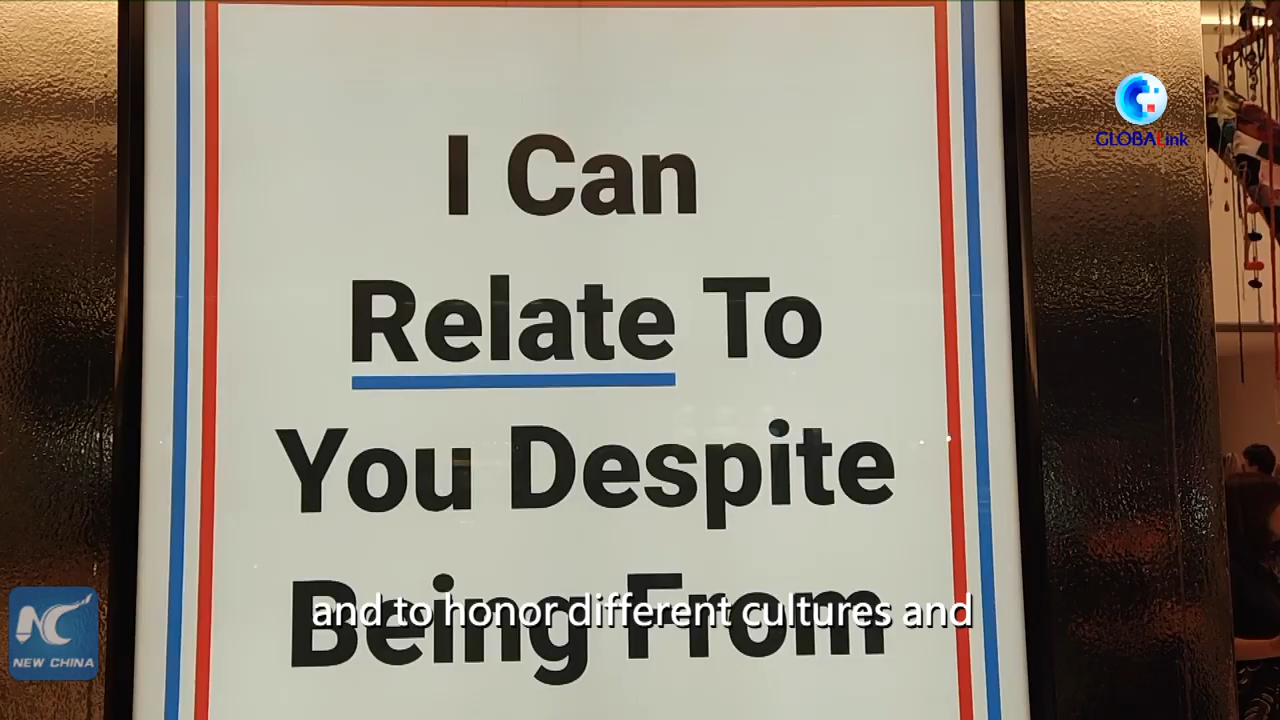 GLOBALink
I Can
Relate To
You Despite
Being From
and to honor different cultures and
NEW CHINA